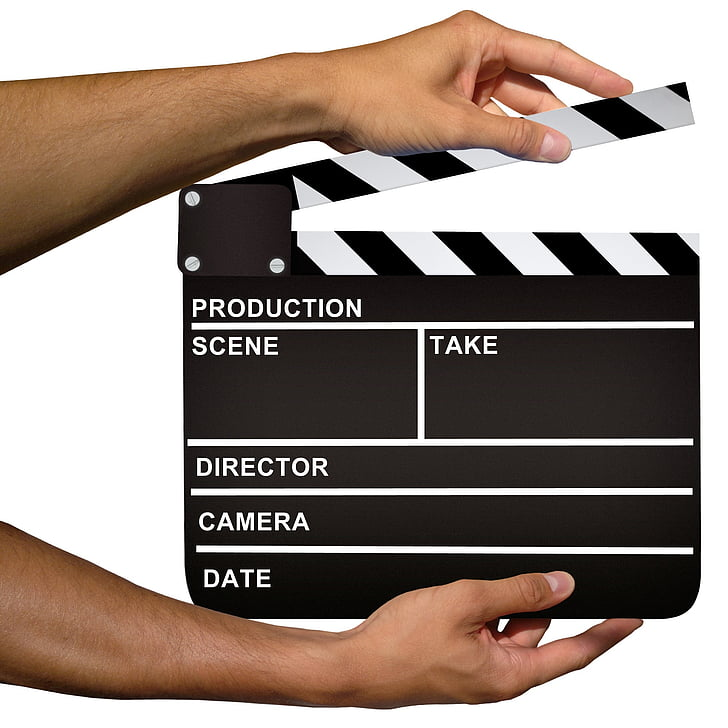 PRODUCTION
SCENE TAKE
DIRECTOR
CAMERA
DATE